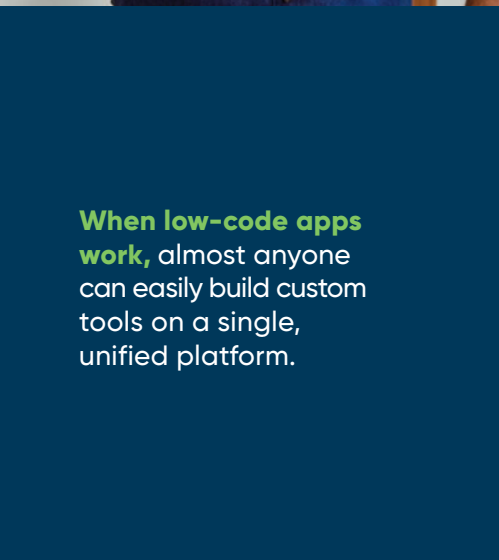 When low-code apps
work, almost anyone
can easily build custom
tools on a single,
unified platform.